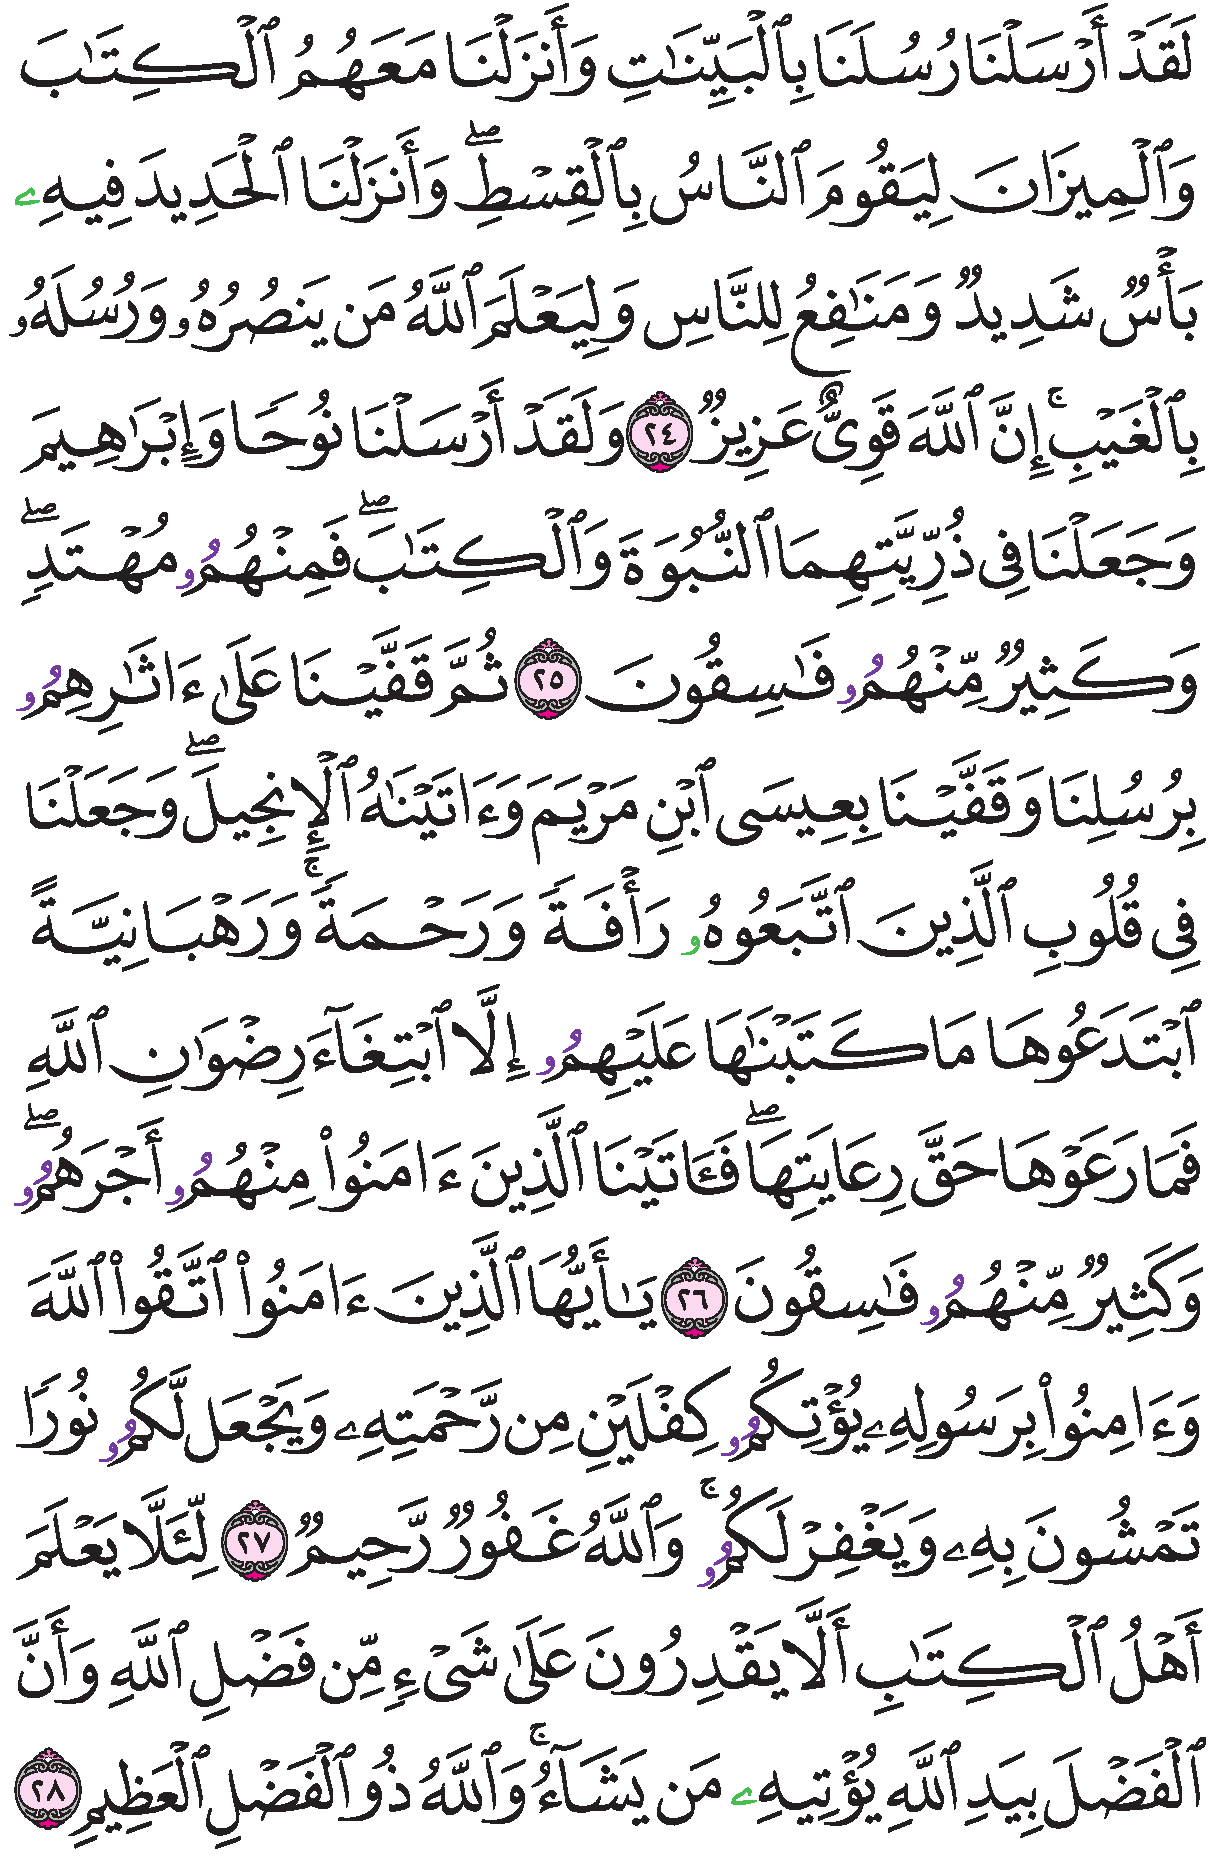 لَقَدْ أَرْسَلْنَا رُسُلَنَا بِالْبَيِّنَٰتِ وَأَنزَلْنَا مَعَهُمُ ٱلْكِتَٰبَ
وَٱلْمِيزَانَ لِيَقُومَ ٱلنَّاسُ بِٱلْقِسْطِۖ وَأَنزَلْنَا ٱلْحَدِيدَ فِيهِۦ
بَأْسٌ شَدِيدٌ وَمَنَٰفِعُ لِلنَّاسِ وَلِيَعْلَمَ ٱللَّهُ مَن يَنصُرُهُۥ وَرُسُلَهُۥ
بِٱلْغَيْبِۚ إِنَّ ٱللَّهَ قَوِىٌّ عَزِيزٌ ٢٤ وَلَقَدْ أَرْسَلْنَا نُوحًا وَإِبْرَٰهِيمَ
وَجَعَلْنَا فِى ذُرِّيَّتِهِمَا ٱلنُّبُوَةَ وَٱلْكِتَٰبَۖ فَمِنْهُمُۥ مُهْتَدٍۖ
وَكَثِيرٌ مِّنْهُمُۥ فَٰسِقُونَ ٢٥ ثُمَّ قَفَّيْنَا عَلَىٰ ءَاثَٰرِهِمُۥ
بِرُسُلِنَا وَقَفَّيْنَا بِعِيسَى ٱبْنِ مَرْيَمَ وَءَاتَيْنَٰهُ ٱلْإِنجِيلَۖ وَجَعَلْنَا
فِى قُلُوبِ ٱلَّذِينَ ٱتَّبَعُوهُۥ رَأْفَةً وَرَحْمَةًۚ وَرَهْبَانِيَّةً
ٱبْتَدَعُوهَا مَا كَتَبْنَٰهَا عَلَيْهِمُۥ إِلَّا ٱبْتِغَآءَ رِضْوَٰنِ ٱللَّهِ
فَمَا رَعَوْهَا حَقَّ رِعَايَتِهَاۖ فَـَٔاتَيْنَا ٱلَّذِينَ ءَامَنُوا۟ مِنْهُمُۥ أَجْرَهُمُۥۖ
وَكَثِيرٌ مِّنْهُمُۥ فَٰسِقُونَ ٢٦ يَٰأَيُّهَا ٱلَّذِينَ ءَامَنُوا۟ ٱتَّقُوا۟ ٱللَّهَ
وَءَامِنُوا۟ بِرَسُولِهِۦ يُؤْتِكُمُۥ كِفْلَيْنِ مِن رَّحْمَتِهِۦ وَيَجْعَل لَّكُمُۥ نُورًا
تَمْشُونَ بِهِۦ وَيَغْفِرْ لَكُمُۥۚ وَٱللَّهُ غَفُورٌ رَّحِيمٌ ٢٧ لِّئَلَّا يَعْلَمَ
أَهْلُ ٱلْكِتَٰبِ أَلَّا يَقْدِرُونَ عَلَىٰ شَىْءٍ مِّن فَضْلِ ٱللَّهِ وَأَنَّ
ٱلْفَضْلَ بِيَدِ ٱللَّهِ يُؤْتِيهِۦ مَن يَشَآءُۚ وَٱللَّهُ ذُو ٱلْفَضْلِ ٱلْعَظِيمِ ٢٨